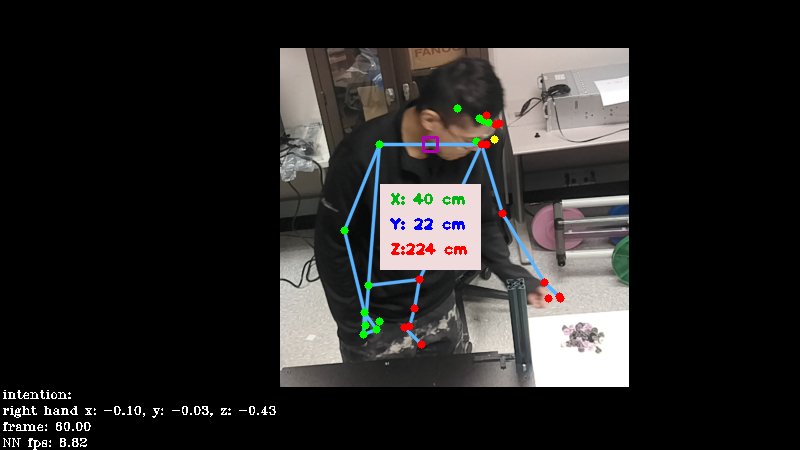 FANUC
X: 40 cm
Y: 22 cm
Z:224 cm
intention:
right hand x: -0.10, y: -0.03, z: -0.43
frame: 60.00
NN fps: 8.82